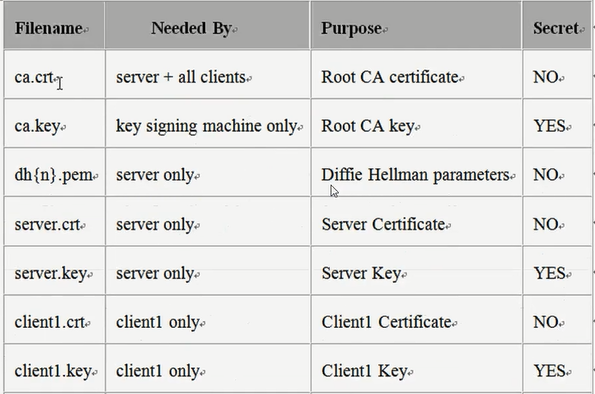 Filename Needed By Purpose Secret
ca.crt server + all clients Root CA certificate NO
ca.key key signing machine only Root CA key YES
dh{n}.pem server only Diffie Hellman parameters NO
server.crt server only Server Certificate NO
server.key server only Server Key YES
client1.crt client1 only Client1 Certificate NO
client1.key client1 only Client1 Key YES